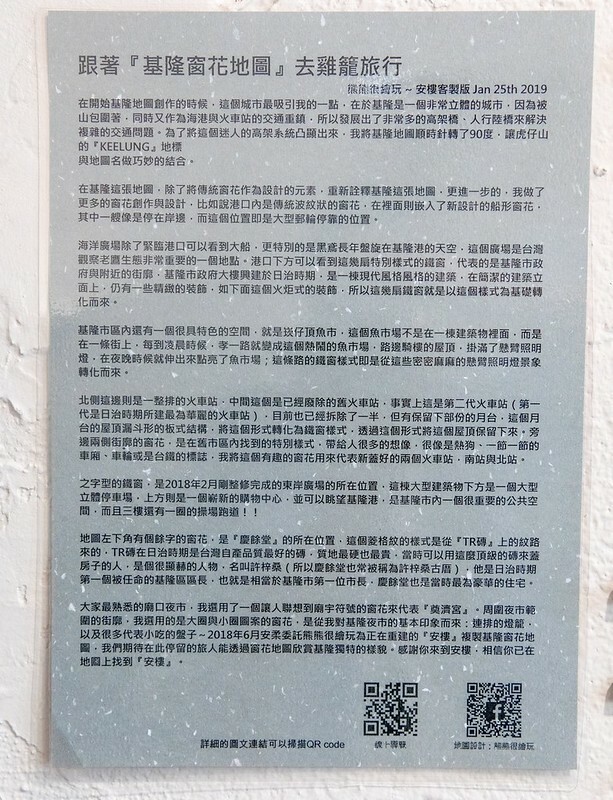 跟著『基隆窗花地圖』去雞籠旅行
熊熊很繪玩~安樓客製版 Jan 25th 2019
在開始基隆地圖創作的時候，這個城市最吸引我的一點，在於基隆是一個非常立體的城市，因為被
山包圍著，同時又作為海港與火車站的交通重鎮，所以發展出了非常多的高架橋、人行陸橋來解決
複雜的交通問題。為了將這個迷人的高架系統凸顯出來，我將基隆地圖順時針轉了90度，讓虎仔山
的『KEELUNG』地標
與地圖名做巧妙的結合。
在基隆這張地圖，除了將傳統窗花作為設計的元素，重新詮釋基隆這張地圖，更進一步的，我做了
更多的窗花創作與設計，比如說港口內是傳統波紋狀的窗花，在裡面則嵌入了新設計的船形窗花，
其中一艘像是停在岸邊，而這個位置即是大型郵輪停靠的位置。
海洋廣場除了緊臨港口可以看到大船，更特別的是黑鳶長年盤旋在基隆港的天空，這個廣場是台灣
觀察老鷹生態非常重要的一個地點。港口下方可以看到這幾扇特別樣式的鐵窗，代表的是基隆市政
府與附近的街廓，基隆市政府大樓興建於日治時期，是一棟現代風格風格的建築，在簡潔的建築立
面上，仍有一些精緻的裝飾，如下面這個火炬式的裝飾，所以這幾扇鐵窗就是以這個樣式為基礎轉
化而來。
基隆市區內還有一個很具特色的空間，就是崁仔頂魚市，這個魚市場不是在一棟建築物裡面，而是
在一條街上，每到凌晨時候，孝一路就變成這個熱鬧的魚市場，路邊騎樓的屋頂，掛滿了懸臂照明
燈，在夜晚時候就伸出來點亮了魚市場；這條路的鐵窗樣式即是從這些密密麻麻的懸臂照明燈景象
轉化而來。
北側這邊則是一整排的火車站，中間這個是已經廢除的舊火車站，事實上這是第二代火車站（第一
代是日治時期所建最為華麗的火車站），目前也已經拆除了一半，但有保留下部份的月台，這個月
台的屋頂漏斗形的板式結構，將這個形式轉化為鐵窗樣式，透過這個形式將這個屋頂保留下來。旁
邊兩側街廓的窗花，是在舊市區內找到的特別樣式，帶給人很多的想像，很像是熱狗、一節一節的
車廂、車輪或是台鐵的標誌，我將這個有趣的窗花用來代表新蓋好的兩個火車站，南站與北站。
之字型的鐵窗，是2018年2月剛整修完成的東岸廣場的位置，這棟大型建築物下方是一個大型
立體停車場，上方則是一個嶄新的購物中心，並可以眺望基隆港，是基隆市內一個很重要的公共空
間，而且三樓還有一圈的操場跑道！！
地圖左下角有個餘字的窗花，是『慶餘堂』的所在位置，這個菱格紋的樣式是從『TR磚』上的紋路
來的，TR磚在日治時期是台灣自產品質最好的磚，質地最硬也最貴，當時可以用這麼頂級的磚來蓋
房子的人，是個很顯赫的人物，名叫許梓桑（所以慶餘堂也常被稱為許梓桑古厝），他是日治時期
第一個被任命的基隆區區長，也就是相當於基隆市第一位市長，慶餘堂也是當時最為豪華的住宅。
大家最熟悉的廟口夜市，我選用了一個讓人聯想到廟宇符號的窗花來代表『奠濟宮』。周圍夜市範圍
的街廓，我選用的是大圈與小圈圖案的窗花，是從我對基隆夜市的基本印象而來：連排的燈籠，
以及很多代表小吃的盤子~2018年6月安柔委託熊熊很繪玩為正在重建的『安樓』複製基隆窗花地
圖，我們期待在此停留的旅人能透過窗花地圖欣賞基隆獨特的樣貌。感謝你來到安樓，相信你已在
地圖上找到『安樓』。
詳細的圖文連結可以掃描QR code
線上導覽
地圖設計：熊熊很繪玩